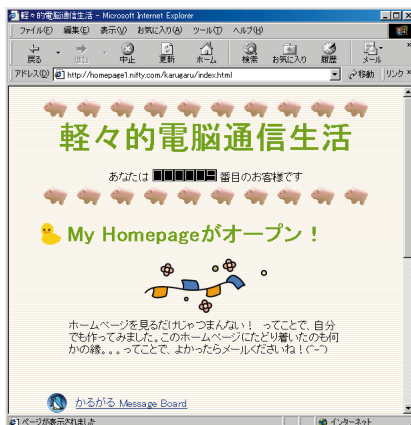 軽々的電脳通信生活 - Microsoft Internet Explorer
ファイル(F) 編集(E) 表示(V) お気に入り(A) ツール(T) ヘルプ(H)
戻る 進む 中止 更新 ホーム 検索 お気に入り 履歴 メール
アドレス(D) http://homepage1.nifty.com/karugaru/index.html 移動 リンク »
軽々的電脳通信生活
あなたは 番目のお客様です
My Homepageがオープン！
ホームページを見るだけじゃつまんない！ ってことで、自分
でも作ってみました。このホームページにたどり着いたのも何
かの縁。。。ってことで、よかったらメールくださいね！(^-^)
かるがる Message Board
ページが表示されました インターネット